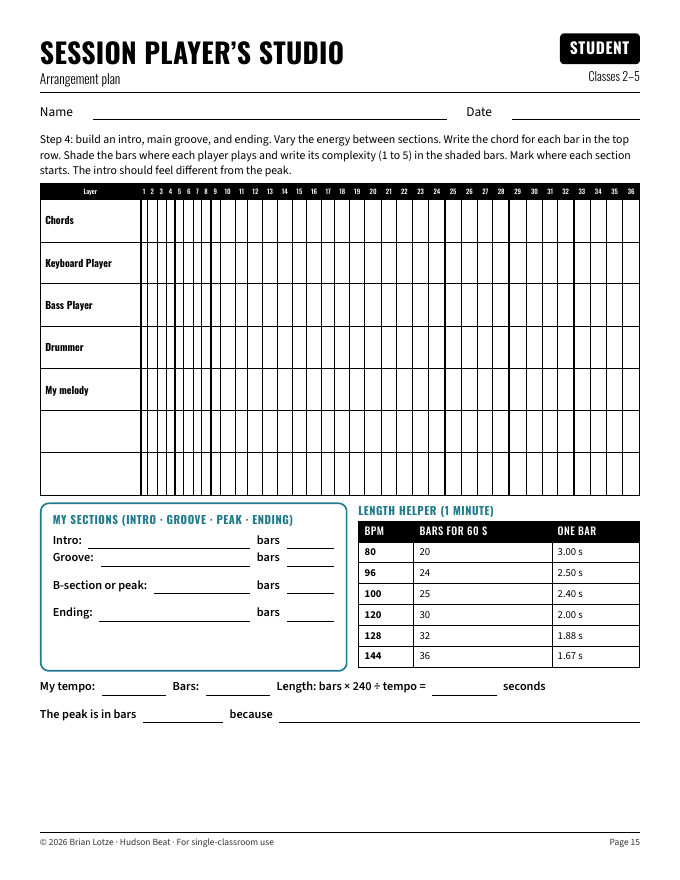 SESSION PLAYER’S STUDIO
STUDENT
Arrangement plan
Classes 2–5
Name Date
Step 4: build an intro, main groove, and ending. Vary the energy between sections. Write the chord for each bar in the top
row. Shade the bars where each player plays and write its complexity (1 to 5) in the shaded bars. Mark where each section
starts. The intro should feel different from the peak.
Layer 1 2 3 4 5 6 7 8 9 10 11 12 13 14 15 16 17 18 19 20 21 22 23 24 25 26 27 28 29 30 31 32 33 34 35 36
Chords
Keyboard Player
Bass Player
Drummer
My melody
MY SECTIONS (INTRO · GROOVE · PEAK · ENDING)
Intro: bars
Groove: bars
B-section or peak: bars
Ending: bars
LENGTH HELPER (1 MINUTE)
BPM BARS FOR 60 S ONE BAR
80 20 3.00 s
96 24 2.50 s
100 25 2.40 s
120 30 2.00 s
128 32 1.88 s
144 36 1.67 s
My tempo: Bars: Length: bars × 240 ÷ tempo = seconds
The peak is in bars because
© 2026 Brian Lotze · Hudson Beat · For single-classroom use
Page 15